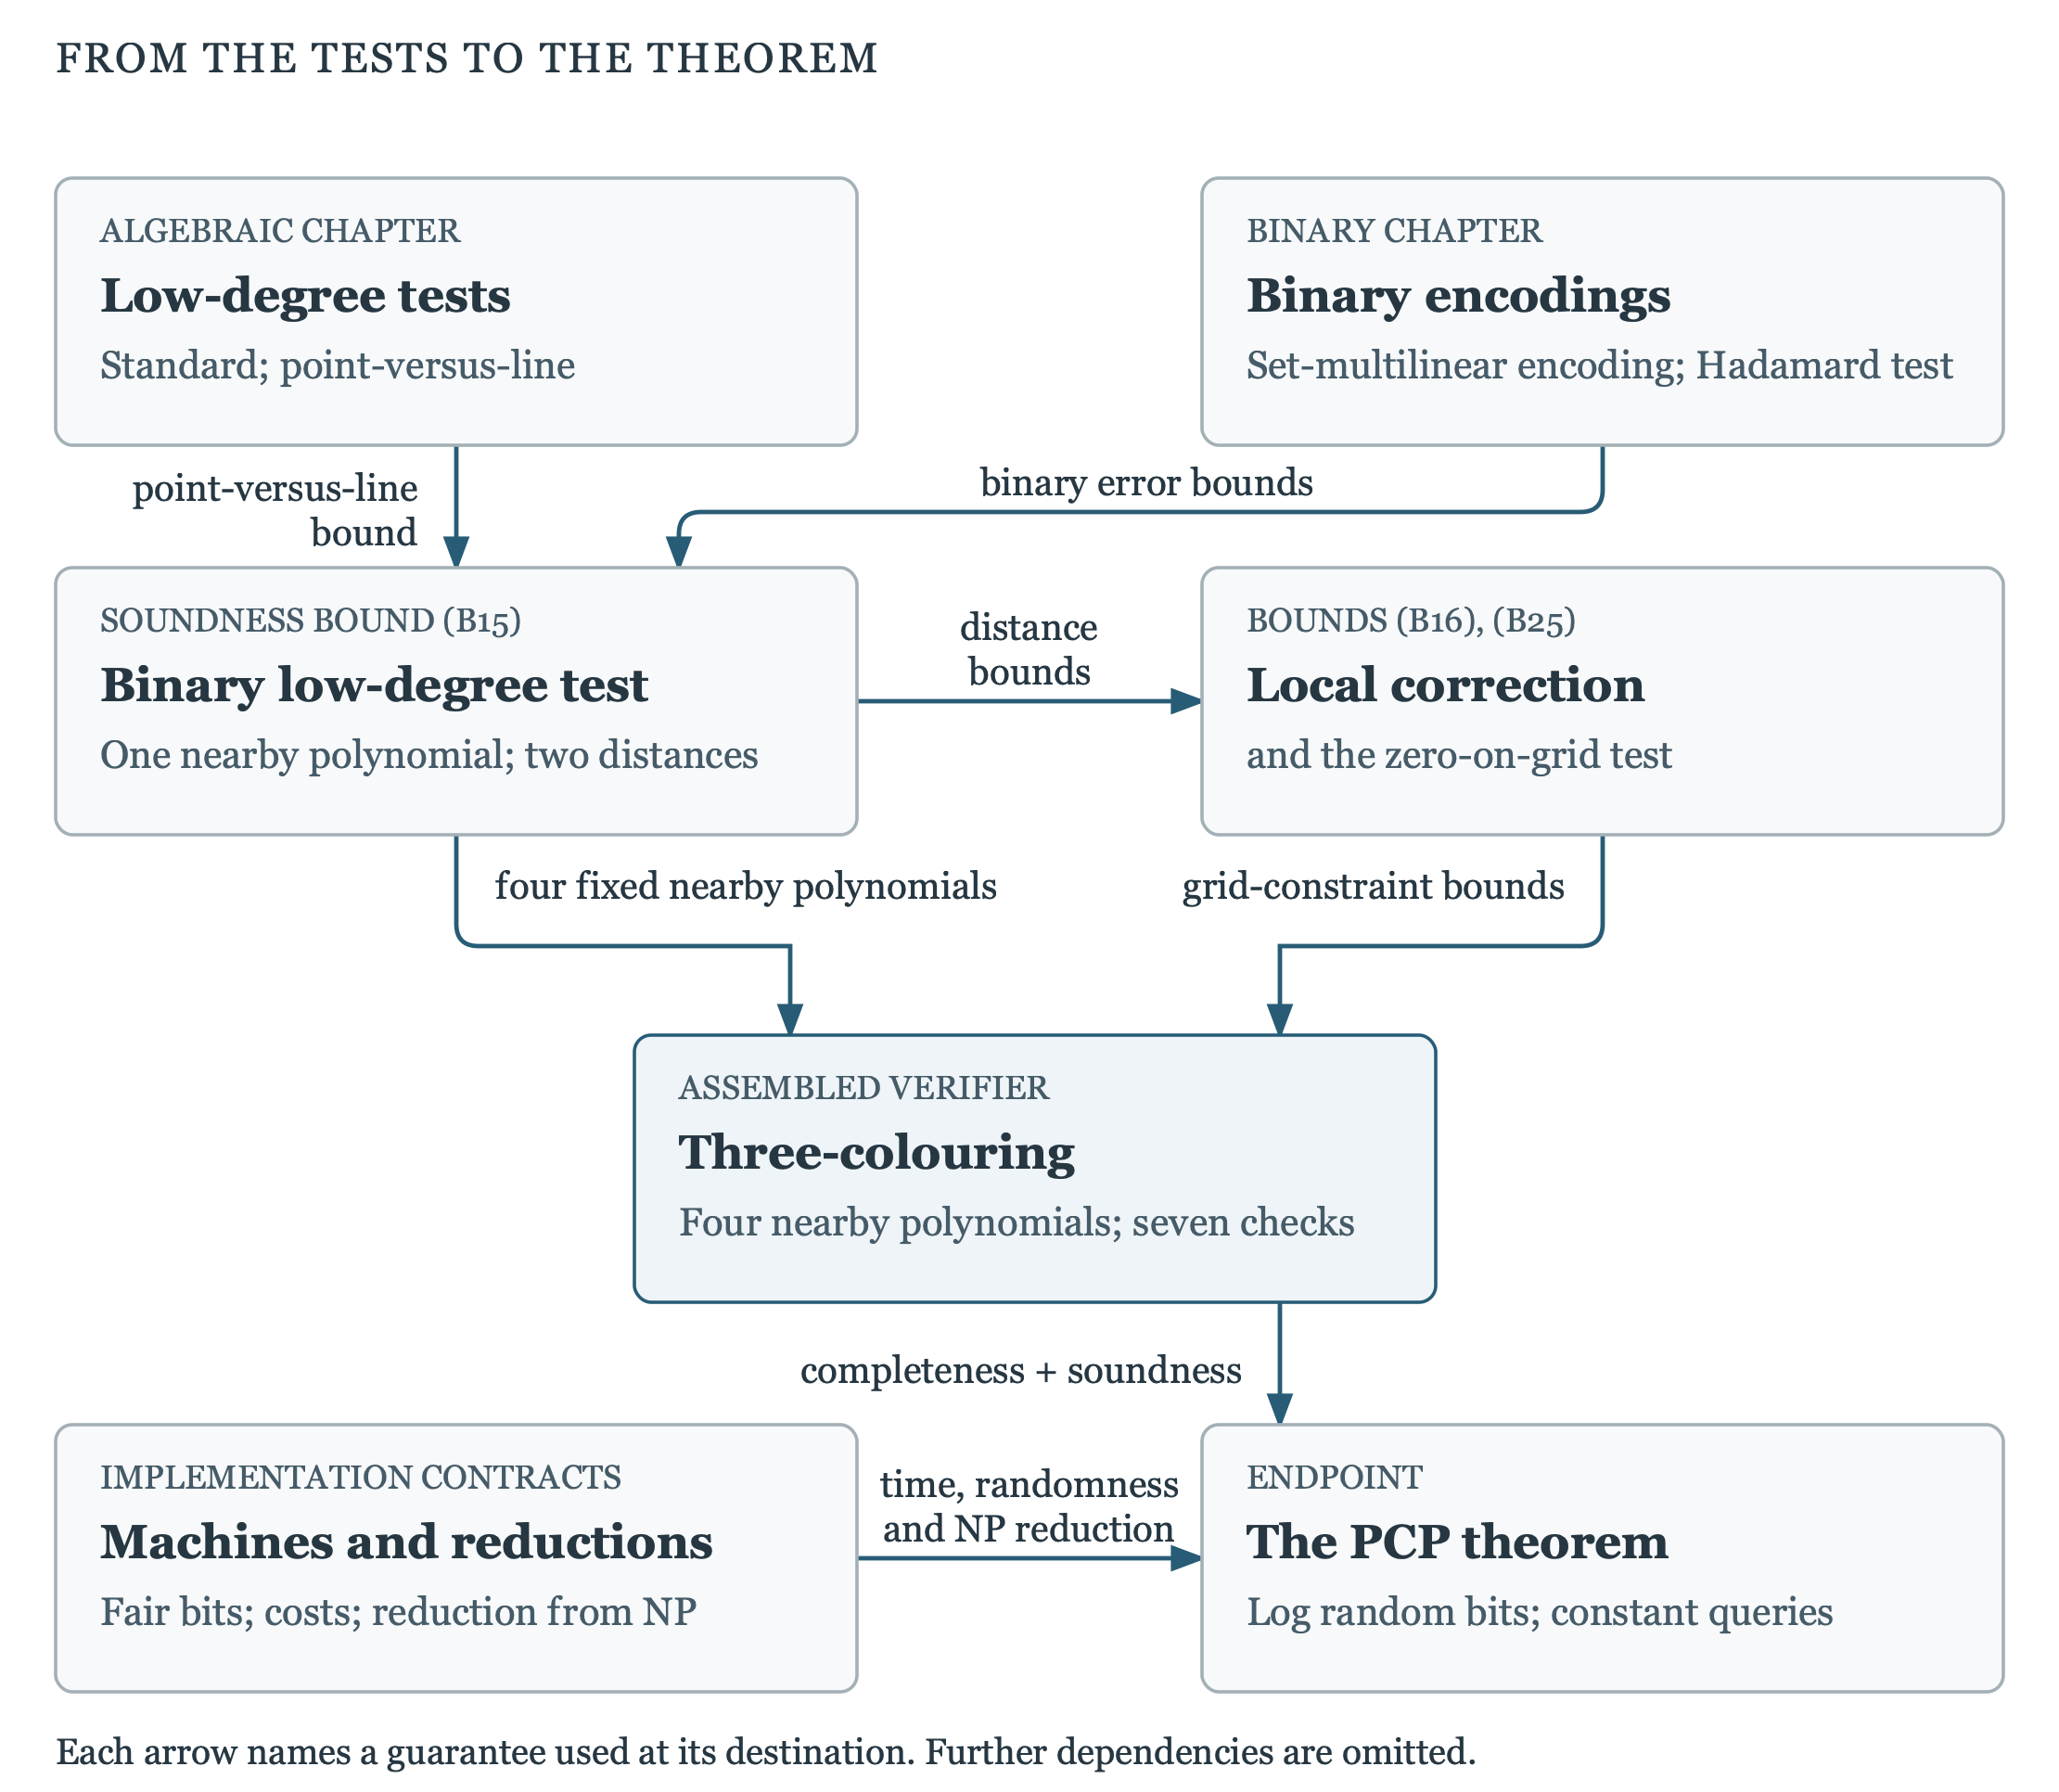 FROM THE TESTS TO THE THEOREM
ALGEBRAIC CHAPTER
Low-degree tests
Standard; point-versus-line
BINARY CHAPTER
Binary encodings
Set-multilinear encoding; Hadamard test
point-versus-line
bound
binary error bounds
SOUNDNESS BOUND (B15)
Binary low-degree test
One nearby polynomial; two distances
distance
bounds
BOUNDS (B16), (B25)
Local correction
and the zero-on-grid test
four fixed nearby polynomials
grid-constraint bounds
ASSEMBLED VERIFIER
Three-colouring
Four nearby polynomials; seven checks
completeness + soundness
IMPLEMENTATION CONTRACTS
Machines and reductions
Fair bits; costs; reduction from NP
time, randomness
and NP reduction
ENDPOINT
The PCP theorem
Log random bits; constant queries
Each arrow names a guarantee used at its destination. Further dependencies are omitted.